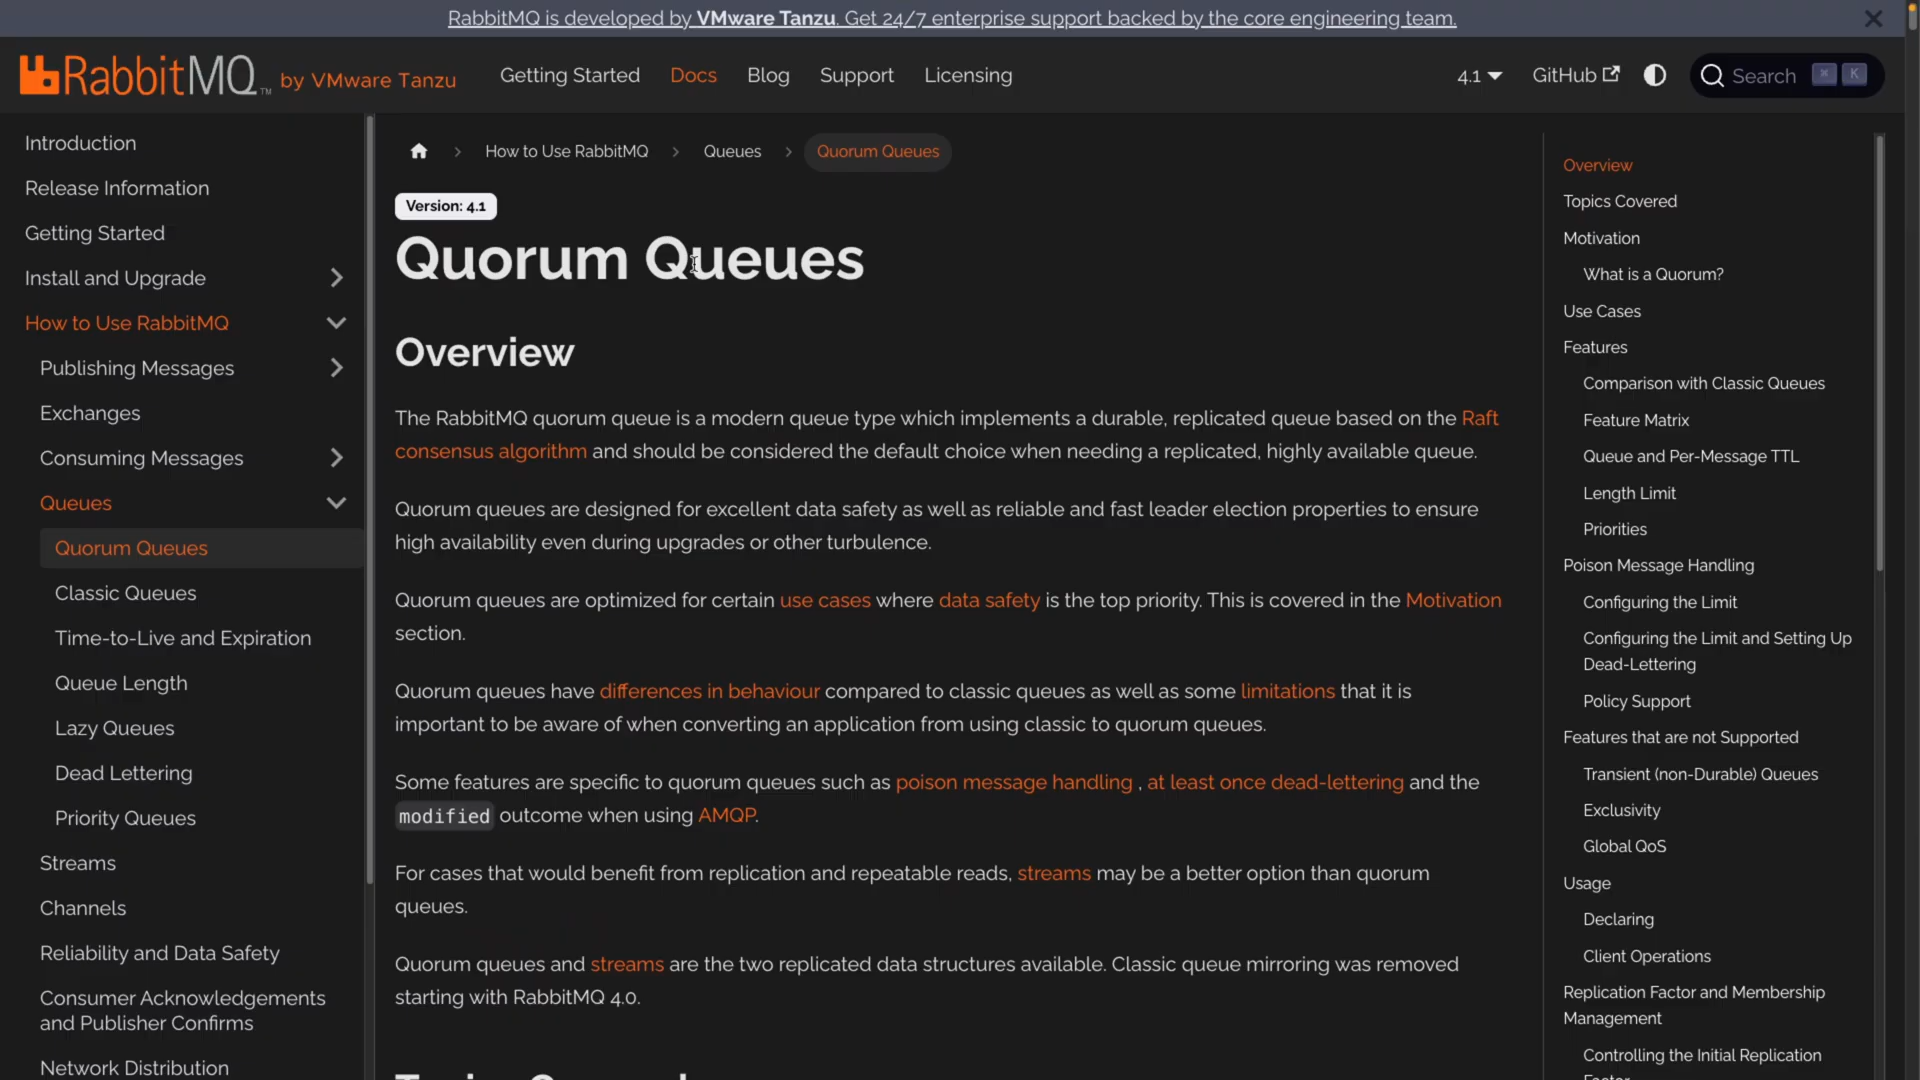 RabbitMQ is developed by VMware Tanzu. Get 24/7 enterprise support backed by the core engineering team.
RabbitMQ™ by VMware Tanzu
Getting Started
Docs
Blog
Support
Licensing
4.1
GitHub
Search
⌘ K
Introduction
Release Information
Getting Started
Install and Upgrade
How to Use RabbitMQ
Publishing Messages
Exchanges
Consuming Messages
Queues
Quorum Queues
Classic Queues
Time-to-Live and Expiration
Queue Length
Lazy Queues
Dead Lettering
Priority Queues
Streams
Channels
Reliability and Data Safety
Consumer Acknowledgements
and Publisher Confirms
Network Distribution
How to Use RabbitMQ
Queues
Quorum Queues
Version: 4.1
Quorum Queues
Overview
The RabbitMQ quorum queue is a modern queue type which implements a durable, replicated queue based on the Raft
consensus algorithm and should be considered the default choice when needing a replicated, highly available queue.
Quorum queues are designed for excellent data safety as well as reliable and fast leader election properties to ensure
high availability even during upgrades or other turbulence.
Quorum queues are optimized for certain use cases where data safety is the top priority. This is covered in the Motivation
section.
Quorum queues have differences in behaviour compared to classic queues as well as some limitations that it is
important to be aware of when converting an application from using classic to quorum queues.
Some features are specific to quorum queues such as poison message handling , at least once dead-lettering and the
modified outcome when using AMQP.
For cases that would benefit from replication and repeatable reads, streams may be a better option than quorum
queues.
Quorum queues and streams are the two replicated data structures available. Classic queue mirroring was removed
starting with RabbitMQ 4.0.
Overview
Topics Covered
Motivation
What is a Quorum?
Use Cases
Features
Comparison with Classic Queues
Feature Matrix
Queue and Per-Message TTL
Length Limit
Priorities
Poison Message Handling
Configuring the Limit
Configuring the Limit and Setting Up
Dead-Lettering
Policy Support
Features that are not Supported
Transient (non-Durable) Queues
Exclusivity
Global QoS
Usage
Declaring
Client Operations
Replication Factor and Membership
Management
Controlling the Initial Replication